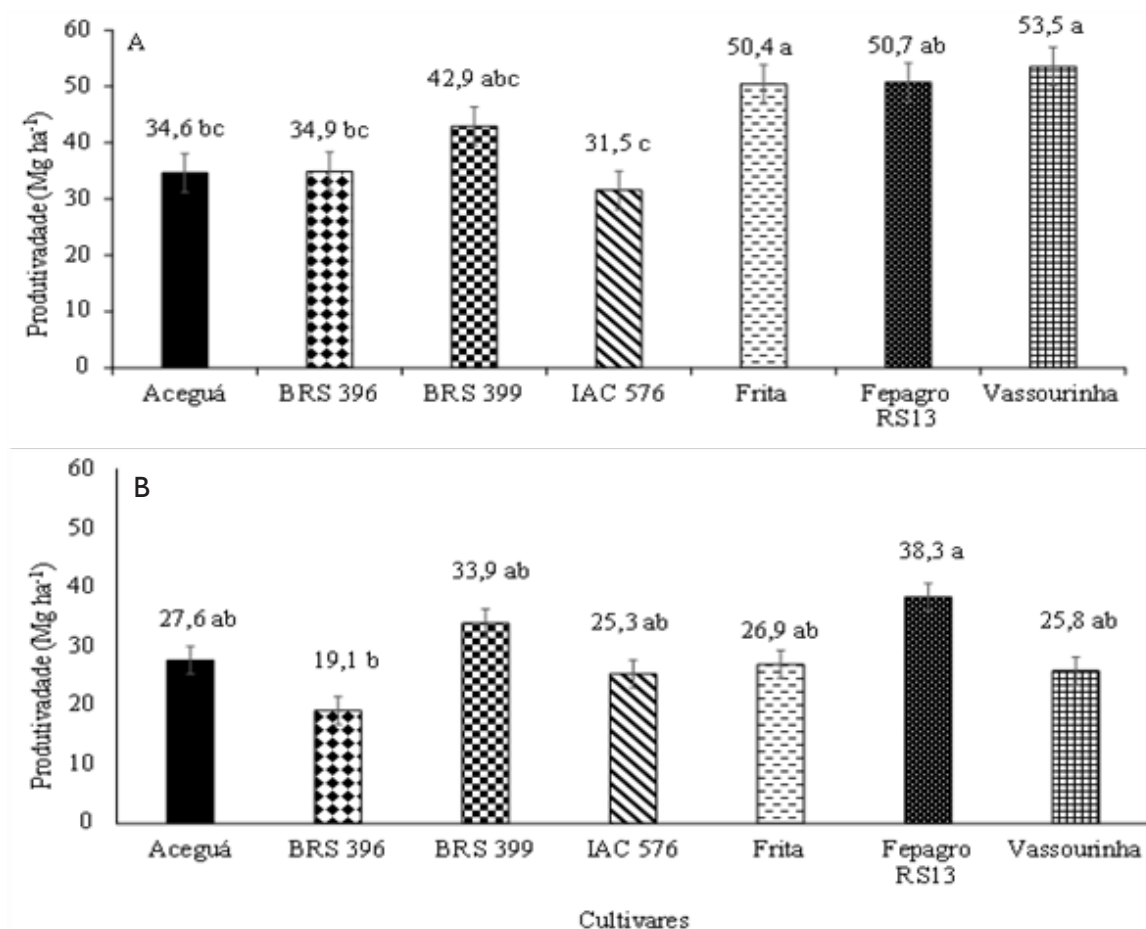 A
Produtivadade (Mg ha⁻¹)
60
50
40
30
20
10
0
34,6 bc
34,9 bc
42,9 abc
31,5 c
50,4 a
50,7 ab
53,5 a
Aceguá
BRS 396
BRS 399
IAC 576
Frita
Fepagro
RS13
Vassourinha
B
Produtivadade (Mg ha⁻¹)
60
50
40
30
20
10
0
27,6 ab
19,1 b
33,9 ab
25,3 ab
26,9 ab
38,3 a
25,8 ab
Aceguá
BRS 396
BRS 399
IAC 576
Frita
Fepagro
RS13
Vassourinha
Cultivares